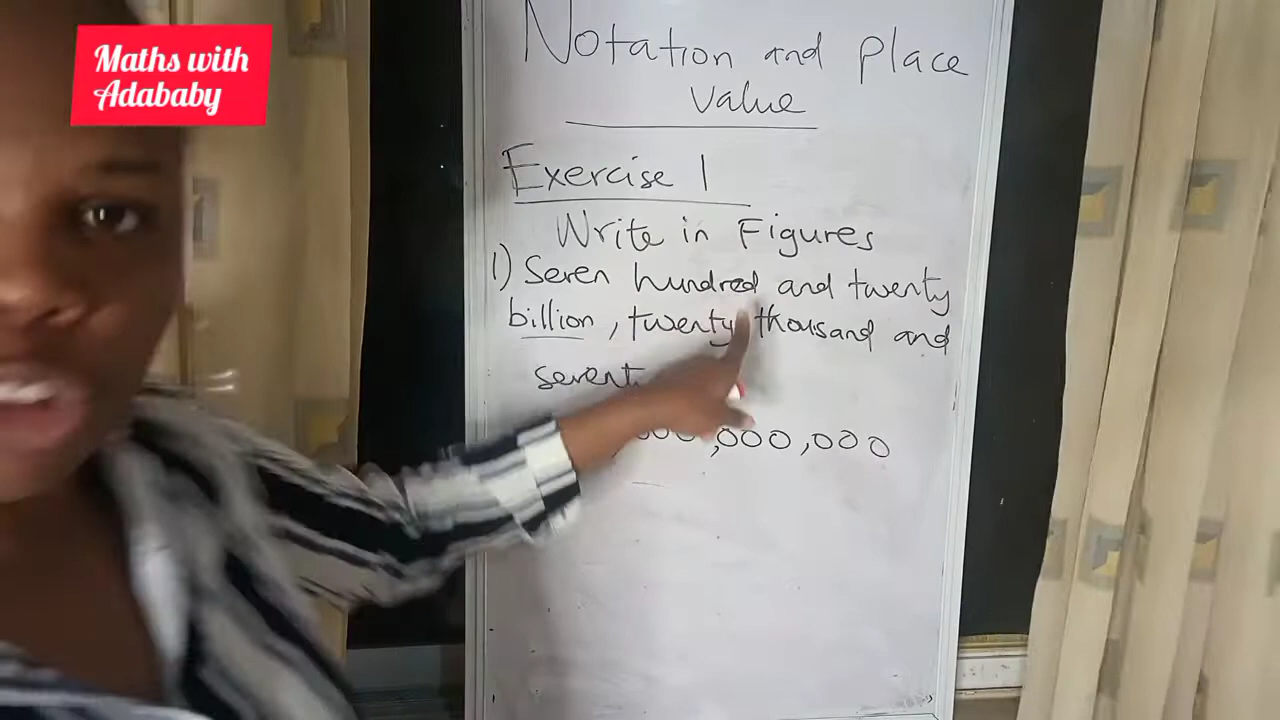 Maths with
Adababy
Notation and place
value
Exercise 1
Write in Figures
1) Seven hundred and twenty
billion, twenty thousand and
000,000